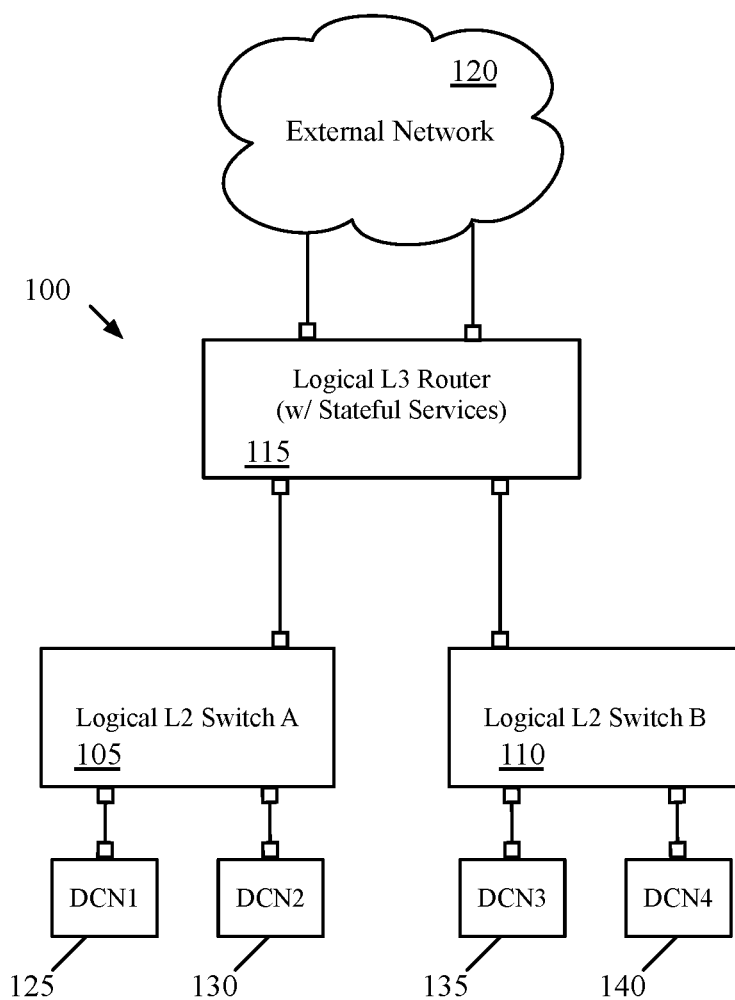 120
External Network
100
Logical L3 Router
(w/ Stateful Services)
115
Logical L2 Switch A
105
Logical L2 Switch B
110
DCN1
DCN2
DCN3
DCN4
125
130
135
140